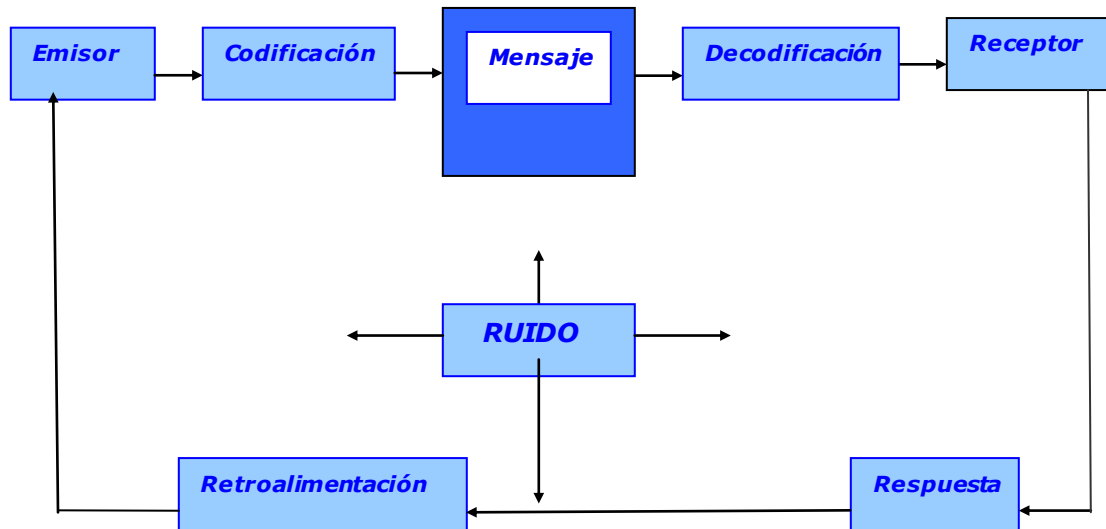 Emisor
Codificación
Mensaje
Decodificación
Receptor
RUIDO
Retroalimentación
Respuesta